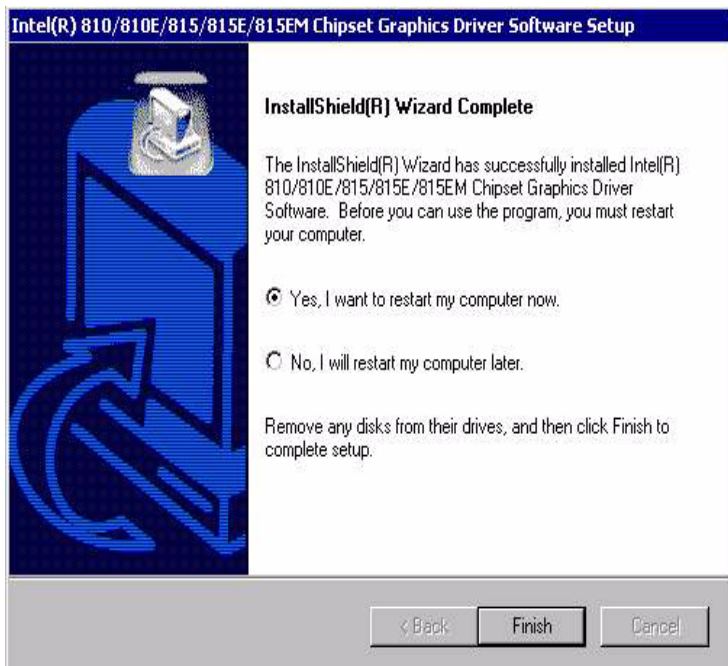 Intel(R) 810/810E/815/815E/815EM Chipset Graphics Driver Software Setup
InstallShield(R) Wizard Complete
The InstallShield(R) Wizard has successfully installed Intel(R)
810/810E/815/815E/815EM Chipset Graphics Driver
Software. Before you can use the program, you must restart
your computer.
Yes, I want to restart my computer now.
No, I will restart my computer later.
Remove any disks from their drives, and then click Finish to
complete setup.
< Back Finish Cancel